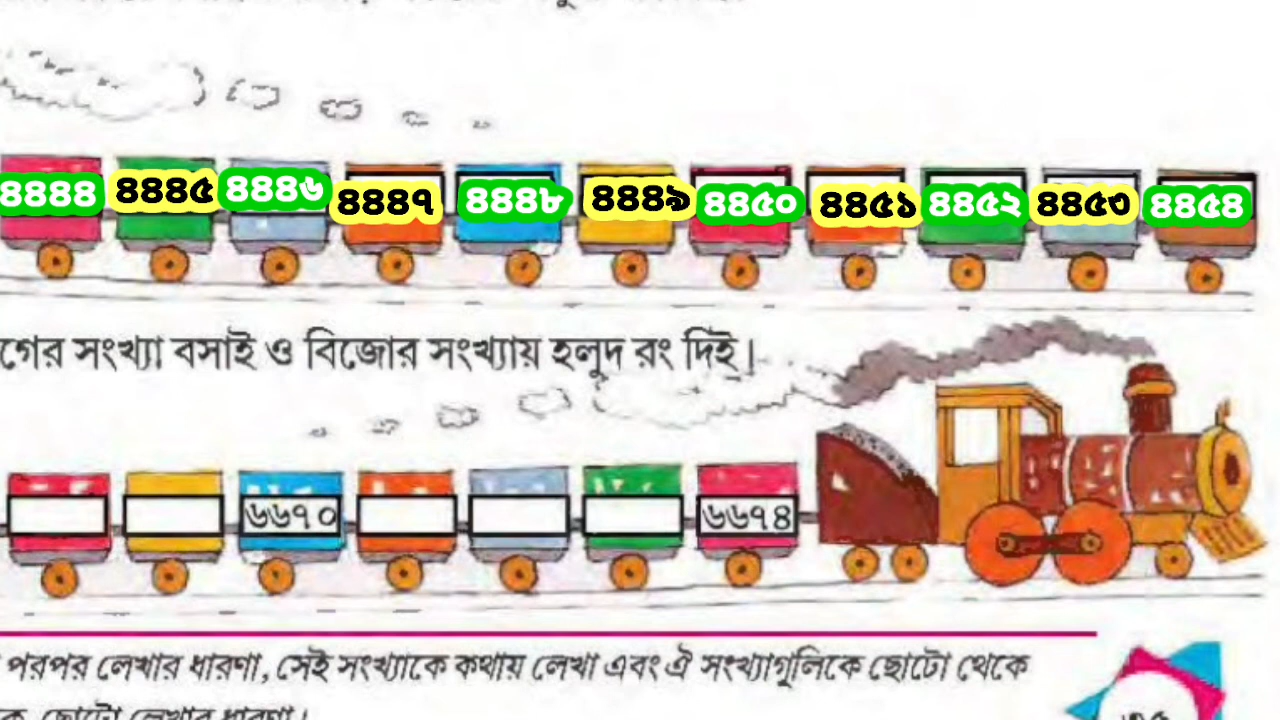 ৪৪৪৪ ৪৪৪৫ ৪৪৪৬ ৪৪৪৭ ৪৪৪৮ ৪৪৪৯ ৪৪৫০ ৪৪৫১ ৪৪৫২ ৪৪৫৩ ৪৪৫৪
গের সংখ্যা বসাই ও বিজোর সংখ্যায় হলুদ রং দিই।
৬৬৭০ ৬৬৭৪
পরপর লেখার ধারণা, সেই সংখ্যাকে কথায় লেখা এবং ঐ সংখ্যাগুলিকে ছোটো থেকে
ছোটো লেখার ধারণা।